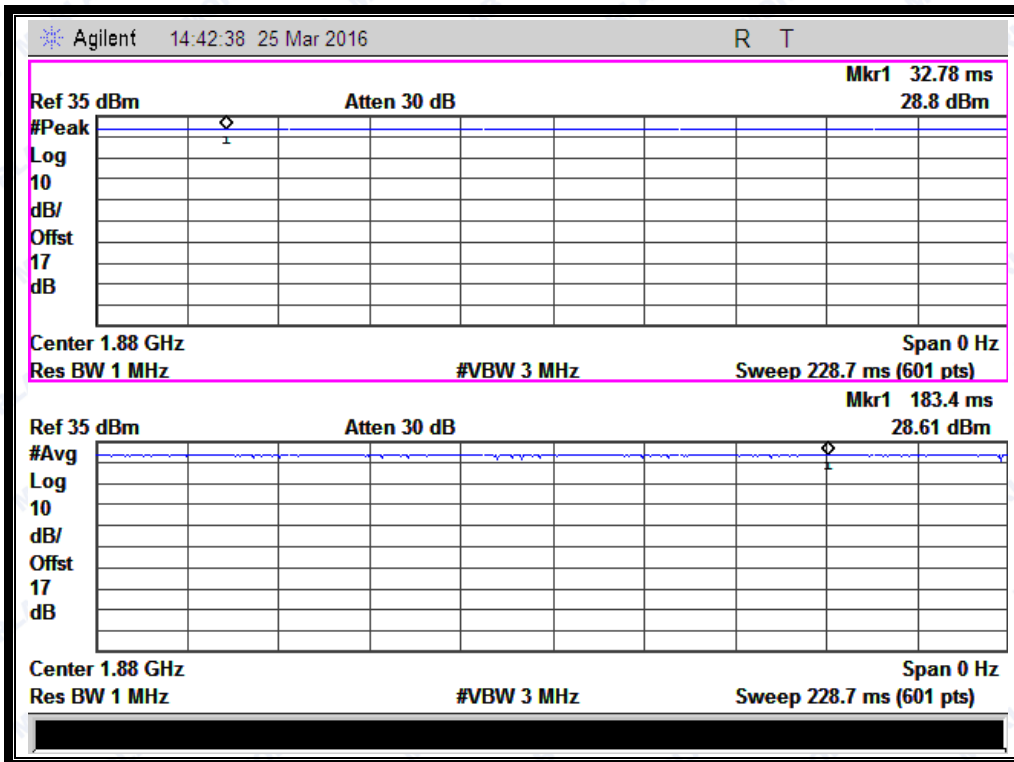 Agilent 14:42:38 25 Mar 2016 R T
Mkr1 32.78 ms
Ref 35 dBm Atten 30 dB 28.8 dBm
#Peak
1
Log
10
dB/
Offst
17
dB
Center 1.88 GHz Span 0 Hz
Res BW 1 MHz #VBW 3 MHz Sweep 228.7 ms (601 pts)
Mkr1 183.4 ms
Ref 35 dBm Atten 30 dB 28.61 dBm
#Avg
1
Log
10
dB/
Offst
17
dB
Center 1.88 GHz Span 0 Hz
Res BW 1 MHz #VBW 3 MHz Sweep 228.7 ms (601 pts)